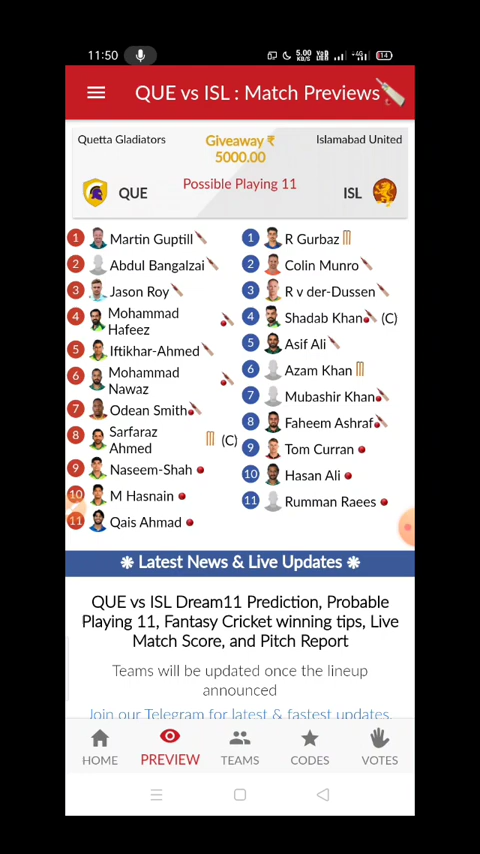 11:50
5.00 KB/S
4G
14
QUE vs ISL : Match Previews
Quetta Gladiators
Giveaway ₹
5000.00
Islamabad United
QUE
Possible Playing 11
ISL
1 Martin Guptill
2 Abdul Bangalzai
3 Jason Roy
4 Mohammad
Hafeez
5 Iftikhar-Ahmed
6 Mohammad
Nawaz
7 Odean Smith
8 Sarfaraz
Ahmed (C)
9 Naseem-Shah
10 M Hasnain
11 Qais Ahmad
1 R Gurbaz
2 Colin Munro
3 R v der-Dussen
4 Shadab Khan (C)
5 Asif Ali
6 Azam Khan
7 Mubashir Khan
8 Faheem Ashraf
9 Tom Curran
10 Hasan Ali
11 Rumman Raees
Latest News & Live Updates
QUE vs ISL Dream11 Prediction, Probable
Playing 11, Fantasy Cricket winning tips, Live
Match Score, and Pitch Report
Teams will be updated once the lineup
announced
Join our Telegram for latest & fastest updates.
HOME
PREVIEW
TEAMS
CODES
VOTES